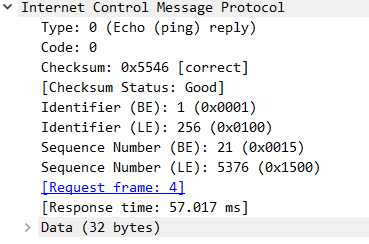 Internet Control Message Protocol
Type: 0 (Echo (ping) reply)
Code: 0
Checksum: 0x5546 [correct]
[Checksum Status: Good]
Identifier (BE): 1 (0x0001)
Identifier (LE): 256 (0x0100)
Sequence Number (BE): 21 (0x0015)
Sequence Number (LE): 5376 (0x1500)
[Request frame: 4]
[Response time: 57.017 ms]
Data (32 bytes)